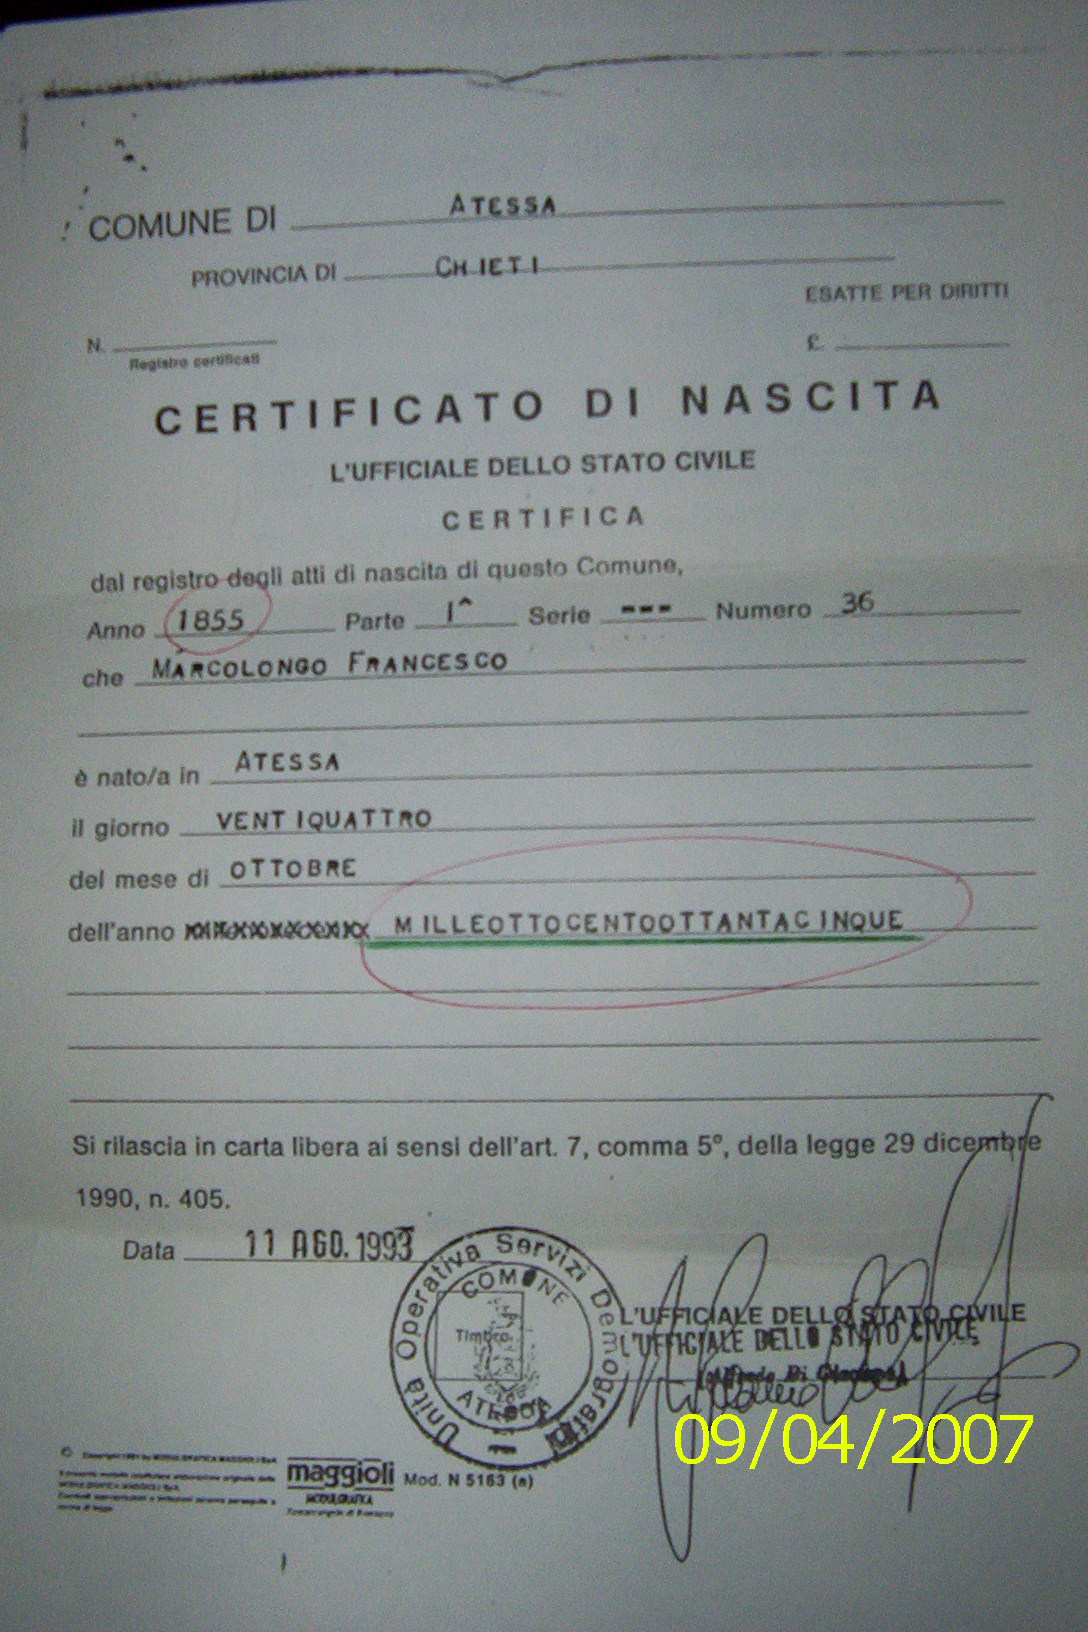 COMUNE DI ATESSA
PROVINCIA DI CHIETI
ESATTE PER DIRITTI
N.
£.
Registro certificati
CERTIFICATO DI NASCITA
L'UFFICIALE DELLO STATO CIVILE
CERTIFICA
dal registro degli atti di nascita di questo Comune,
Anno 1855 Parte I^ Serie --- Numero 36
che MARCOLONGO FRANCESCO
è nato/a in ATESSA
il giorno VENTIQUATTRO
del mese di OTTOBRE
dell'anno MILLEOTTOCENTOOTTANTACINQUE
Si rilascia in carta libera ai sensi dell'art. 7, comma 5º, della legge 29 dicembre
1990, n. 405.
Data 11 AGO. 1993
Unità Operativa Servizi Demografici
COMUNE
Timbro
ATESSA
L'UFFICIALE DELLO STATO CIVILE
L'UFFICIALE DELLO STATO CIVILE
09/04/2007
maggioli Mod. N 5163 (a)
MODULGRAFICA